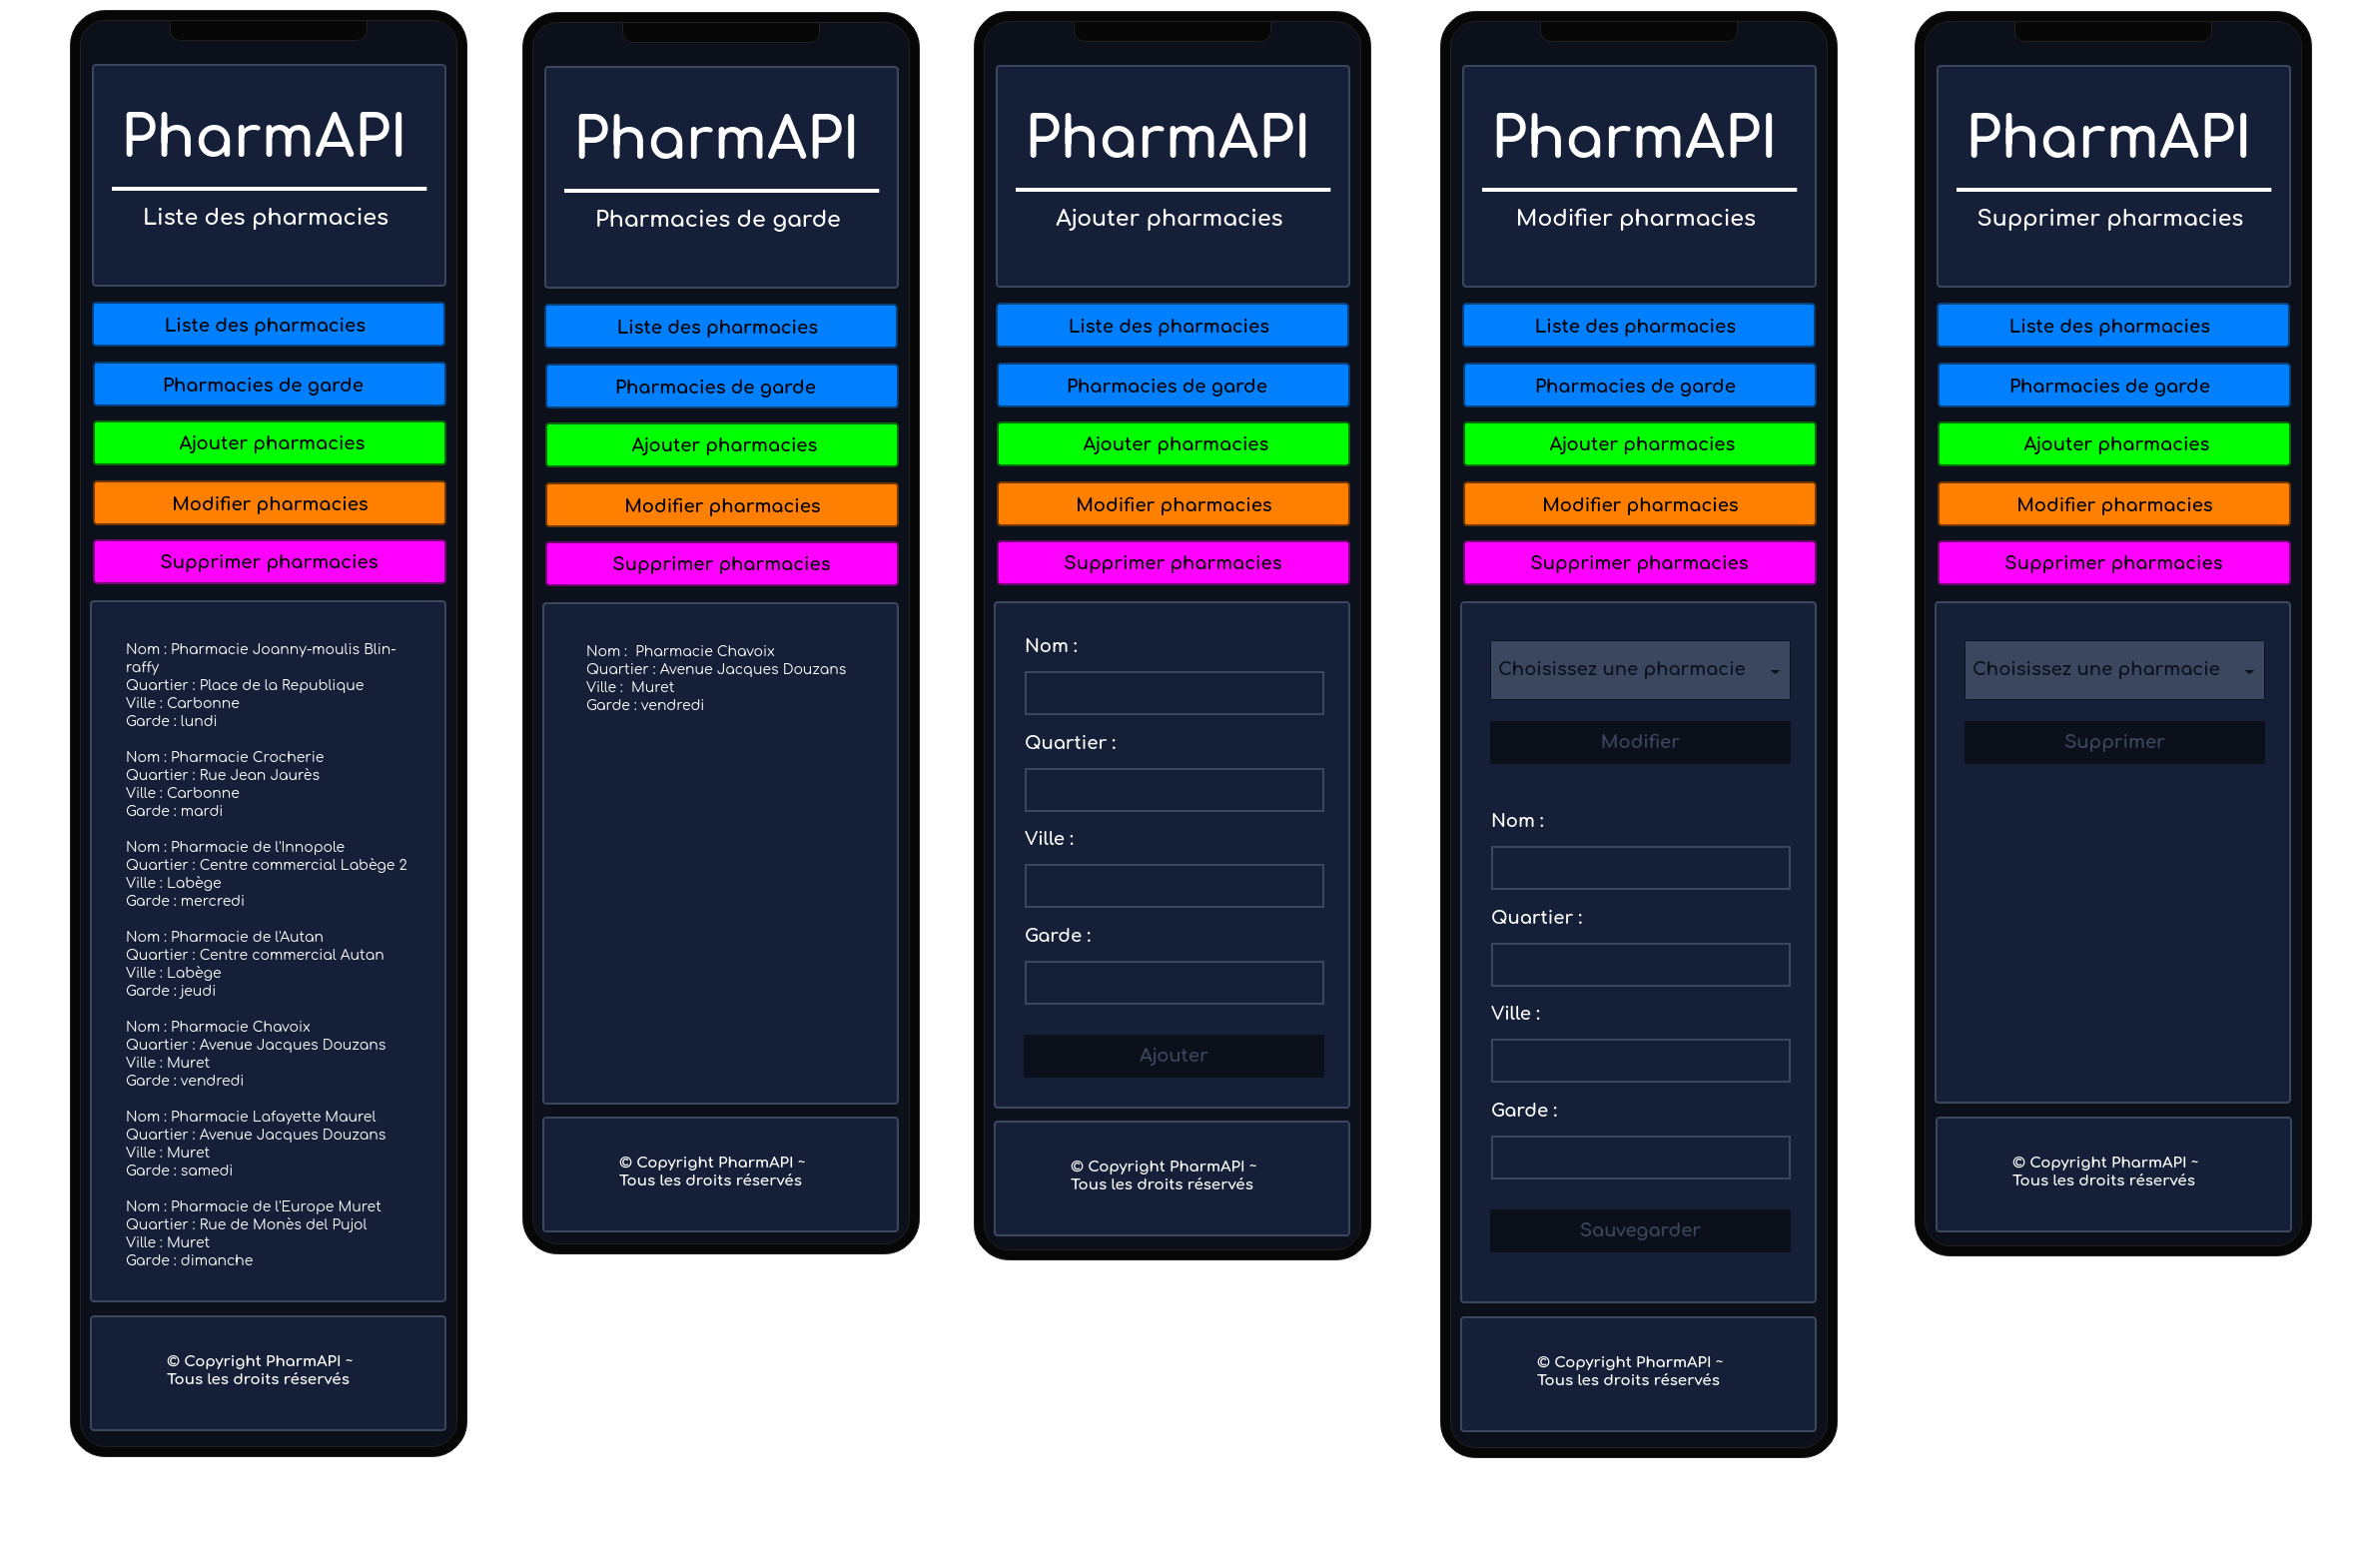 PharmAPI
Liste des pharmacies
Liste des pharmacies
Pharmacies de garde
Ajouter pharmacies
Modifier pharmacies
Supprimer pharmacies
Nom : Pharmacie Joanny-moulis Blin-
raffy
Quartier : Place de la Republique
Ville : Carbonne
Garde : lundi
Nom : Pharmacie Crocherie
Quartier : Rue Jean Jaurès
Ville : Carbonne
Garde : mardi
Nom : Pharmacie de l'Innopole
Quartier : Centre commercial Labège 2
Ville : Labège
Garde : mercredi
Nom : Pharmacie de l'Autan
Quartier : Centre commercial Autan
Ville : Labège
Garde : jeudi
Nom : Pharmacie Chavoix
Quartier : Avenue Jacques Douzans
Ville : Muret
Garde : vendredi
Nom : Pharmacie Lafayette Maurel
Quartier : Avenue Jacques Douzans
Ville : Muret
Garde : samedi
Nom : Pharmacie de l'Europe Muret
Quartier : Rue de Monès del Pujol
Ville : Muret
Garde : dimanche
© Copyright PharmAPI ~
Tous les droits réservés
PharmAPI
Pharmacies de garde
Liste des pharmacies
Pharmacies de garde
Ajouter pharmacies
Modifier pharmacies
Supprimer pharmacies
Nom : Pharmacie Chavoix
Quartier : Avenue Jacques Douzans
Ville : Muret
Garde : vendredi
© Copyright PharmAPI ~
Tous les droits réservés
PharmAPI
Ajouter pharmacies
Liste des pharmacies
Pharmacies de garde
Ajouter pharmacies
Modifier pharmacies
Supprimer pharmacies
Nom :
Quartier :
Ville :
Garde :
Ajouter
© Copyright PharmAPI ~
Tous les droits réservés
PharmAPI
Modifier pharmacies
Liste des pharmacies
Pharmacies de garde
Ajouter pharmacies
Modifier pharmacies
Supprimer pharmacies
Choisissez une pharmacie
Modifier
Nom :
Quartier :
Ville :
Garde :
Sauvegarder
© Copyright PharmAPI ~
Tous les droits réservés
PharmAPI
Supprimer pharmacies
Liste des pharmacies
Pharmacies de garde
Ajouter pharmacies
Modifier pharmacies
Supprimer pharmacies
Choisissez une pharmacie
Supprimer
© Copyright PharmAPI ~
Tous les droits réservés